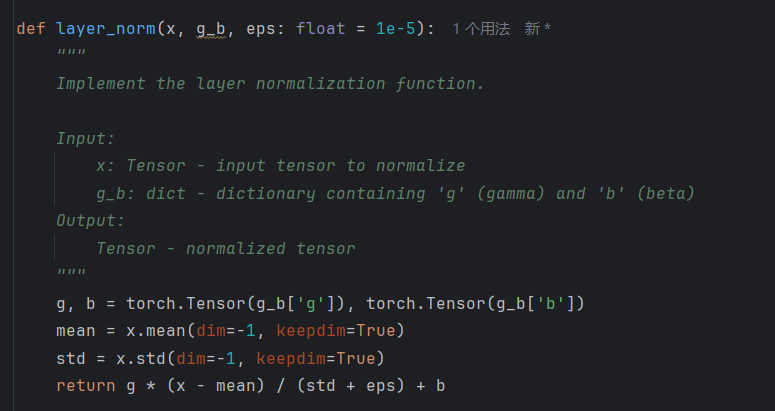 def layer_norm(x, g_b, eps: float = 1e-5): 1 个用法 新 *
"""
Implement the layer normalization function.
Input:
x: Tensor - input tensor to normalize
g_b: dict - dictionary containing 'g' (gamma) and 'b' (beta)
Output:
Tensor - normalized tensor
"""
g, b = torch.Tensor(g_b['g']), torch.Tensor(g_b['b'])
mean = x.mean(dim=-1, keepdim=True)
std = x.std(dim=-1, keepdim=True)
return g * (x - mean) / (std + eps) + b